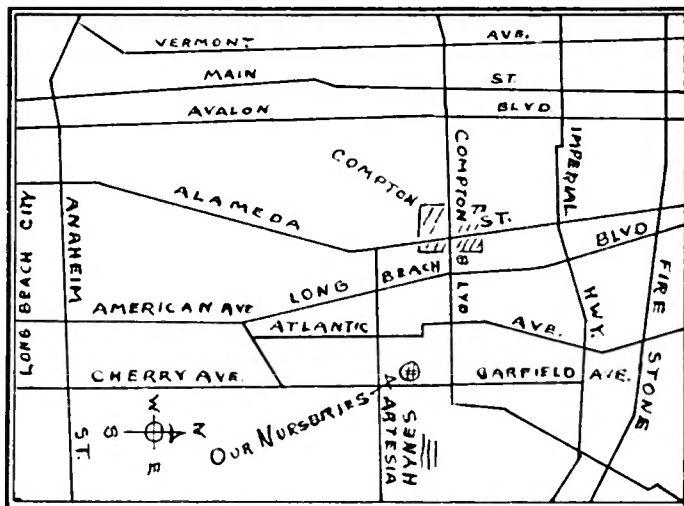 VERMONT AVE.
MAIN ST.
AVALON BLVD
COMPTON
COMPTON BLVD
IMPERIAL HWY.
ALAMEDA ST.
LONG BEACH CITY
ANAHEIM ST.
LONG BEACH BLVD
FIRE STONE
AMERICAN AVE
ATLANTIC AVE.
CHERRY AVE.
GARFIELD AVE.
OUR NURSERIES
ARTESIA
HYNES
W
S N
E